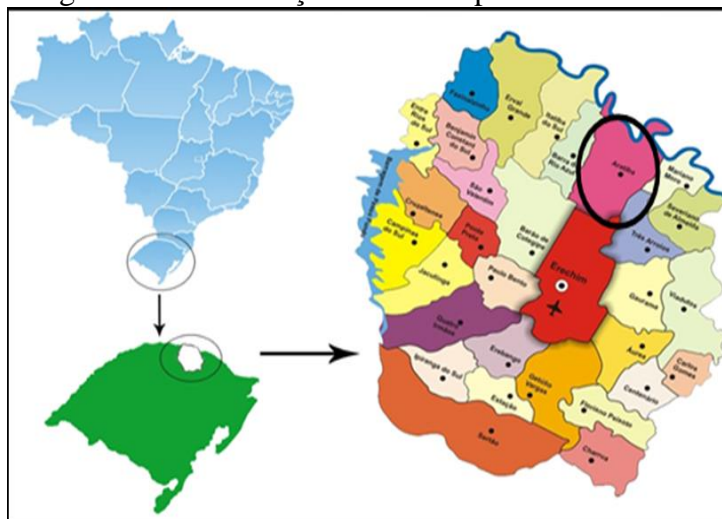 Faxinalzinho
Erval
Grande
Itatiba
do Sul
Entre
Rios
do Sul
Benjamin
Constant
do Sul
Barra do
Rio Azul
Aratiba
Mariano
Moro
São
Valentim
Severiano
de Almeida
Cruzaltense
Três Arroios
Barão de
Cotegipe
Ponte
Preta
Campinas
do Sul
Erechim
Paulo Bento
Jacutinga
Gaurama
Viadutos
Quatro
Irmãos
Áurea
Erebango
Carlos
Gomes
Ipiranga do Sul
Getúlio
Vargas
Centenário
Estação
Floriano Peixoto
Sertão
Charrua